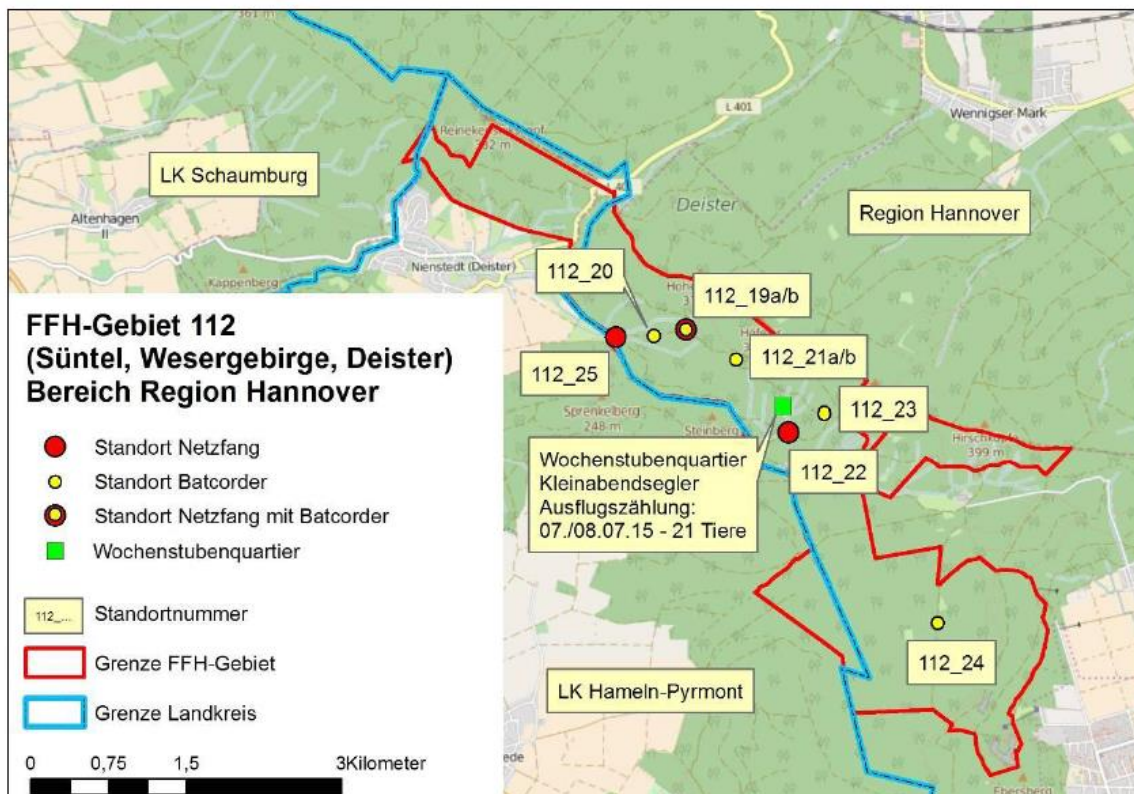 361 m
L 401
Wennigser Mark
332 m
LK Schaumburg
Altenhagen
II
Deister
Region Hannover
Nienstedt (Deister)
Kappenberg
112_20
112_19a/b
112_21a/b
112_25
112_23
Sprenkelberg
248 m
Steinberg
Hirschköpfe
399 m
112_22
Wochenstubenquartier
Kleinabendsegler
Ausflugszählung:
07./08.07.15 - 21 Tiere
112_24
LK Hameln-Pyrmont
Ebersberg
FFH-Gebiet 112
(Süntel, Wesergebirge, Deister)
Bereich Region Hannover
Standort Netzfang
Standort Batcorder
Standort Netzfang mit Batcorder
Wochenstubenquartier
112_... Standortnummer
Grenze FFH-Gebiet
Grenze Landkreis
0 0,75 1,5 3Kilometer